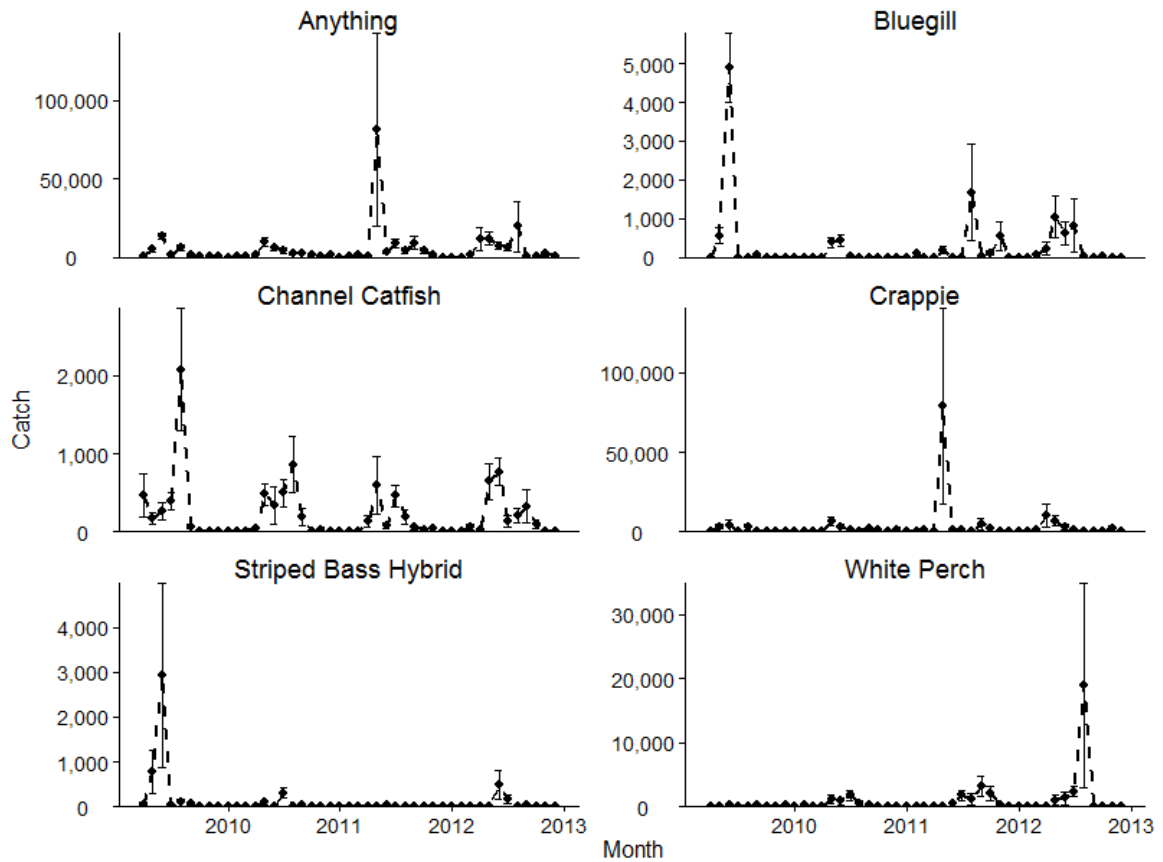 Anything
Bluegill
100,000
50,000
0
5,000
4,000
3,000
2,000
1,000
0
Channel Catfish
Crappie
2,000
1,000
0
100,000
50,000
0
Catch
Striped Bass Hybrid
White Perch
4,000
3,000
2,000
1,000
0
30,000
20,000
10,000
0
2010 2011 2012 2013
2010 2011 2012 2013
Month